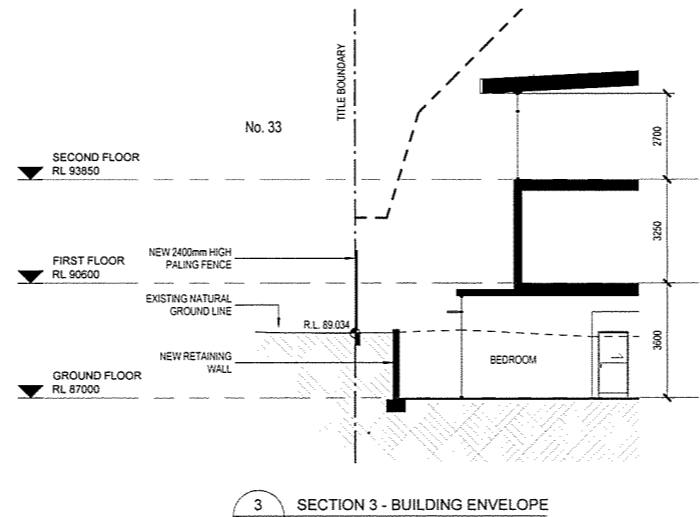 TITLE BOUNDARY
No. 33
2700
SECOND FLOOR
RL 93850
3250
NEW 2400mm HIGH
PALING FENCE
FIRST FLOOR
RL 90600
EXISTING NATURAL
GROUND LINE
R.L. 89.034
3600
NEW RETAINING
WALL
BEDROOM
GROUND FLOOR
RL 87000
3 SECTION 3 - BUILDING ENVELOPE